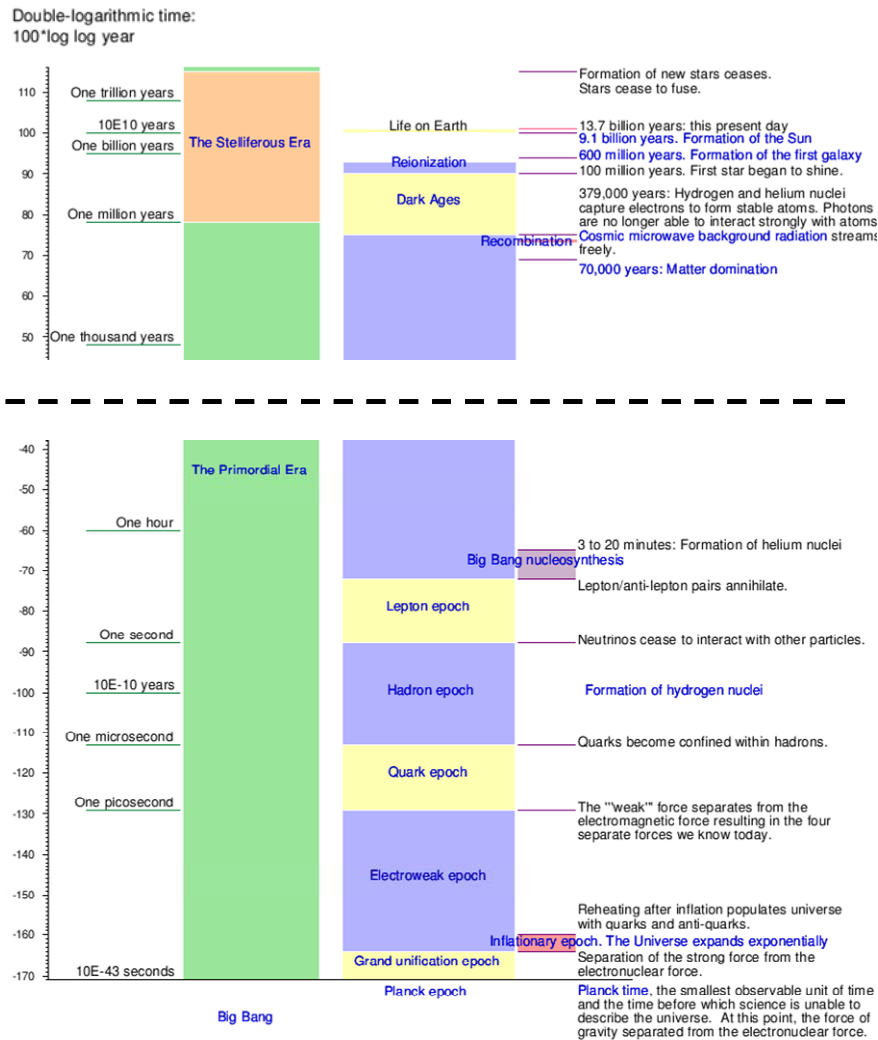 Double-logarithmic time:
100*log log year
110
100
90
80
70
60
50
One trillion years
10E10 years
One billion years
One million years
One thousand years
The Stelliferous Era
Life on Earth
Reionization
Dark Ages
Recombination
Formation of new stars ceases.
Stars cease to fuse.
13.7 billion years: this present day
9.1 billion years. Formation of the Sun
600 million years. Formation of the first galaxy
100 million years. First star began to shine.
379,000 years: Hydrogen and helium nuclei
capture electrons to form stable atoms. Photons
are no longer able to interact strongly with atoms
Cosmic microwave background radiation streams
freely.
70,000 years: Matter domination
-40
-50
-60
-70
-80
-90
-100
-110
-120
-130
-140
-150
-160
-170
One hour
One second
10E-10 years
One microsecond
One picosecond
10E-43 seconds
The Primordial Era
Big Bang
Big Bang nucleosynthesis
Lepton epoch
Hadron epoch
Quark epoch
Electroweak epoch
Grand unification epoch
Planck epoch
3 to 20 minutes: Formation of helium nuclei
Lepton/anti-lepton pairs annihilate.
Neutrinos cease to interact with other particles.
Formation of hydrogen nuclei
Quarks become confined within hadrons.
The '"weak'" force separates from the
electromagnetic force resulting in the four
separate forces we know today.
Reheating after inflation populates universe
with quarks and anti-quarks.
Inflationary epoch. The Universe expands exponentially
Separation of the strong force from the
electronuclear force.
Planck time, the smallest observable unit of time
and the time before which science is unable to
describe the universe. At this point, the force of
gravity separated from the electronuclear force.